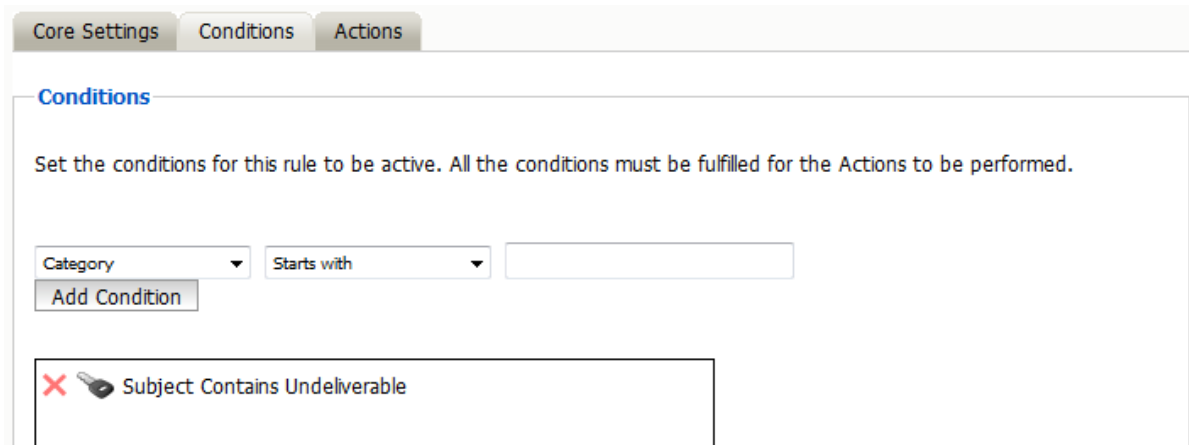 Core Settings Conditions Actions
Conditions
Set the conditions for this rule to be active. All the conditions must be fulfilled for the Actions to be performed.
Category Starts with
Add Condition
Subject Contains Undeliverable